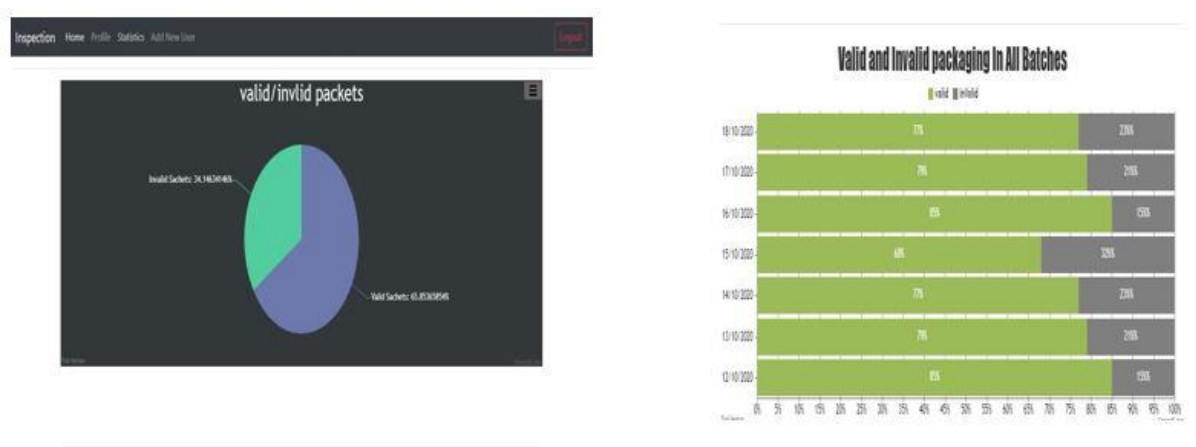 Inspection Home Profile Statistics Add New User Logout
valid/invlid packets
Invalid Sachets: 34.14634146%
Valid Sachets: 65.85365854%
Valid and Invalid packaging In All Batches
valid InValid
18/10/2020 77% 23%%
17/10/2020 79% 21%%
16/10/2020 85% 15%%
15/10/2020 68% 32%%
14/10/2020 77% 23%%
13/10/2020 79% 21%%
12/10/2020 85% 15%%
0% 5% 10% 15% 20% 25% 30% 35% 40% 45% 50% 55% 60% 65% 70% 75% 80% 85% 90% 95% 100%